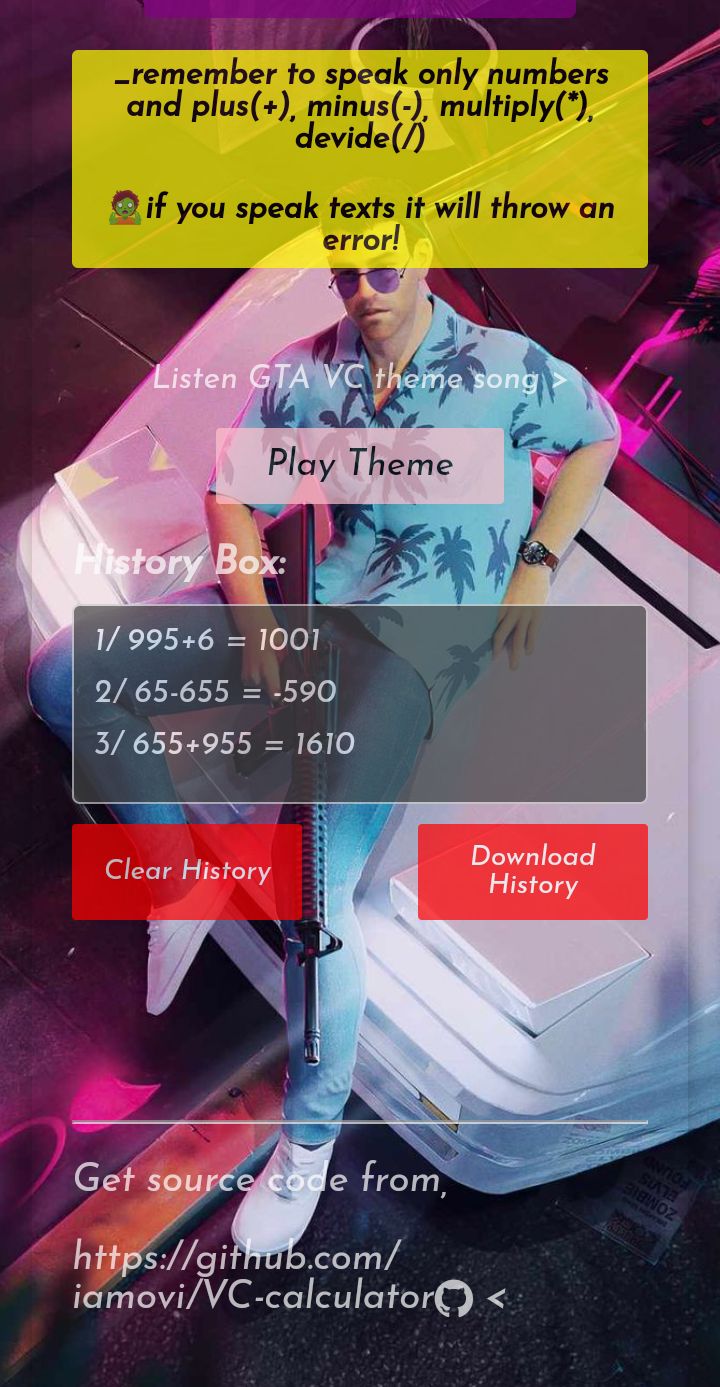 _remember to speak only numbers
and plus(+), minus(-), multiply(*),
devide(/)
🧟if you speak texts it will throw an
error!
Listen GTA VC theme song >
Play Theme
History Box:
1/ 995+6 = 1001
2/ 65-655 = -590
3/ 655+955 = 1610
Clear History
Download
History
Get source code from,
https://github.com/
iamovi/VC-calculator <